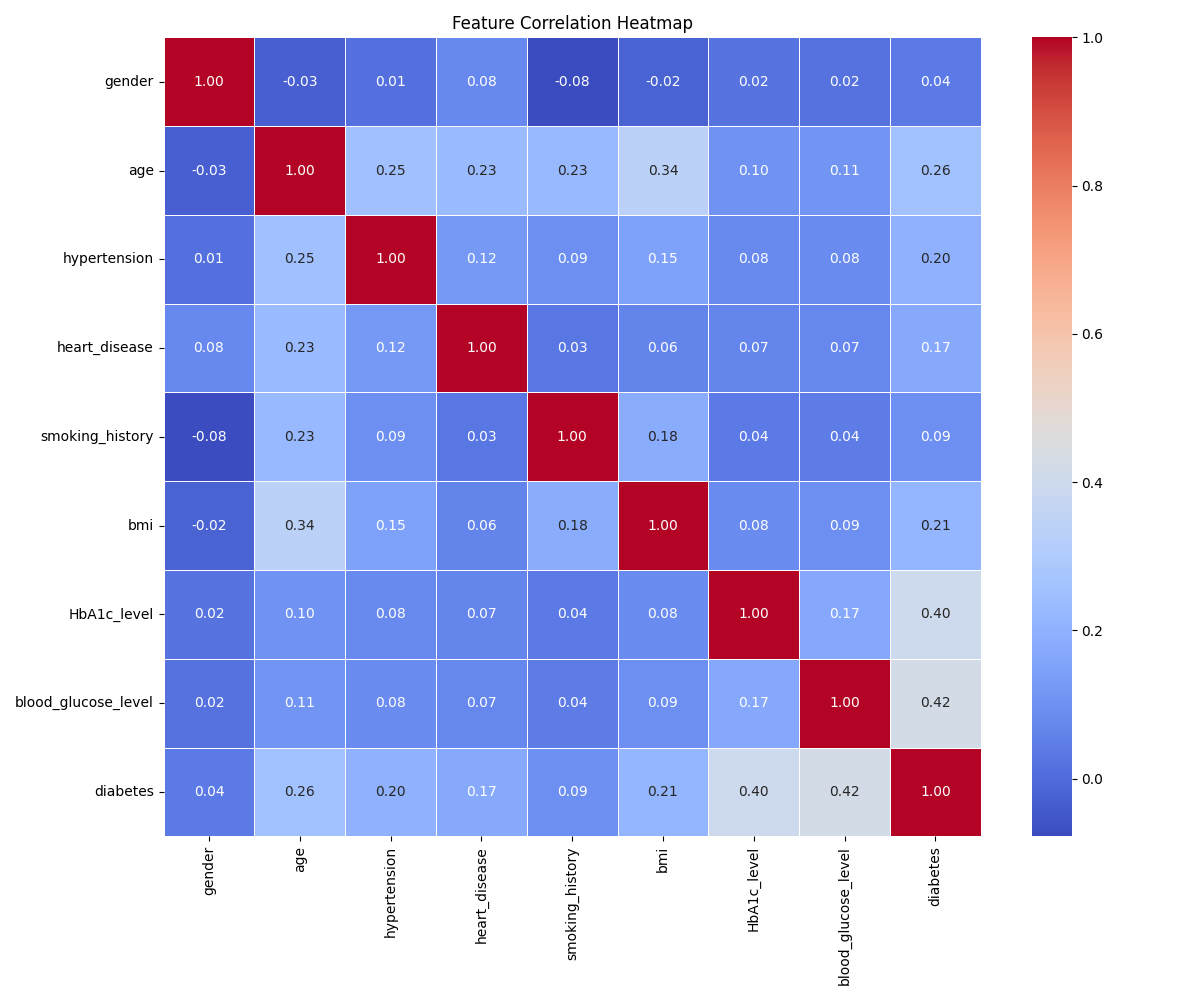 Feature Correlation Heatmap
gender 1.00 -0.03 0.01 0.08 -0.08 -0.02 0.02 0.02 0.04
age -0.03 1.00 0.25 0.23 0.23 0.34 0.10 0.11 0.26
hypertension 0.01 0.25 1.00 0.12 0.09 0.15 0.08 0.08 0.20
heart_disease 0.08 0.23 0.12 1.00 0.03 0.06 0.07 0.07 0.17
smoking_history -0.08 0.23 0.09 0.03 1.00 0.18 0.04 0.04 0.09
bmi -0.02 0.34 0.15 0.06 0.18 1.00 0.08 0.09 0.21
HbA1c_level 0.02 0.10 0.08 0.07 0.04 0.08 1.00 0.17 0.40
blood_glucose_level 0.02 0.11 0.08 0.07 0.04 0.09 0.17 1.00 0.42
diabetes 0.04 0.26 0.20 0.17 0.09 0.21 0.40 0.42 1.00
gender
age
hypertension
heart_disease
smoking_history
bmi
HbA1c_level
blood_glucose_level
diabetes
1.0
0.8
0.6
0.4
0.2
0.0